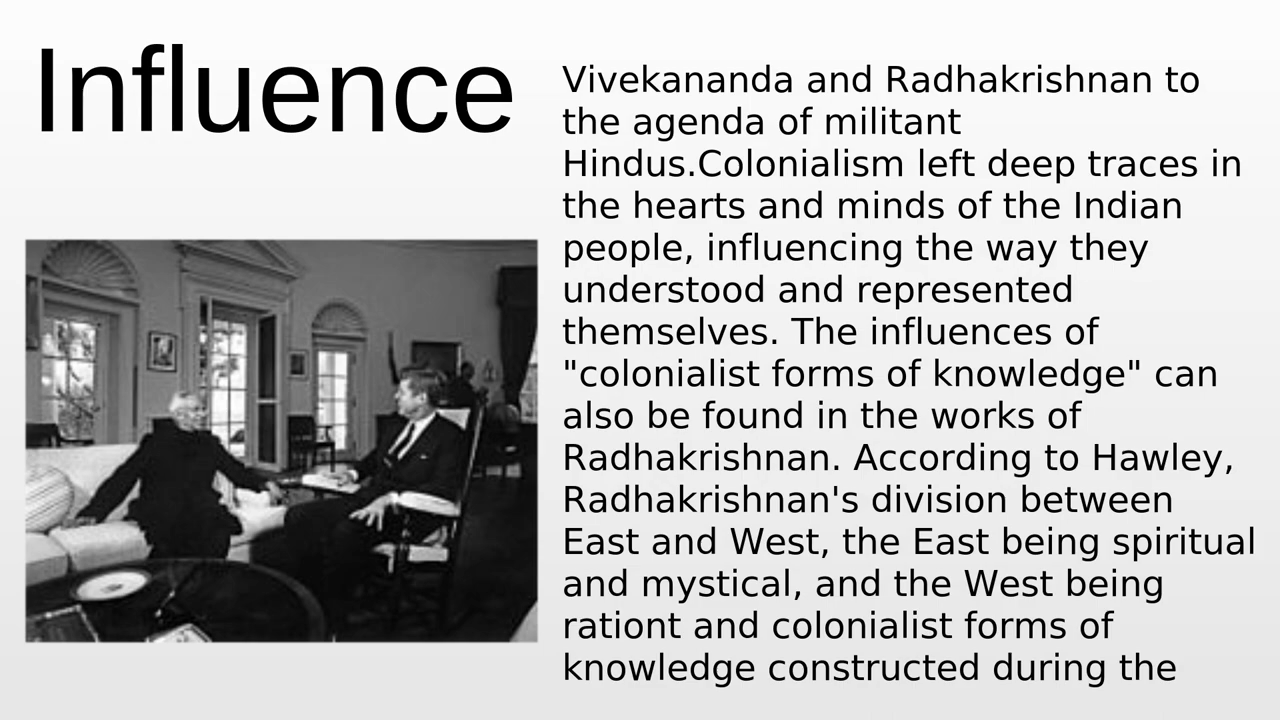 Influence
Vivekananda and Radhakrishnan to
the agenda of militant
Hindus.Colonialism left deep traces in
the hearts and minds of the Indian
people, influencing the way they
understood and represented
themselves. The influences of
"colonialist forms of knowledge" can
also be found in the works of
Radhakrishnan. According to Hawley,
Radhakrishnan's division between
East and West, the East being spiritual
and mystical, and the West being
rationt and colonialist forms of
knowledge constructed during the